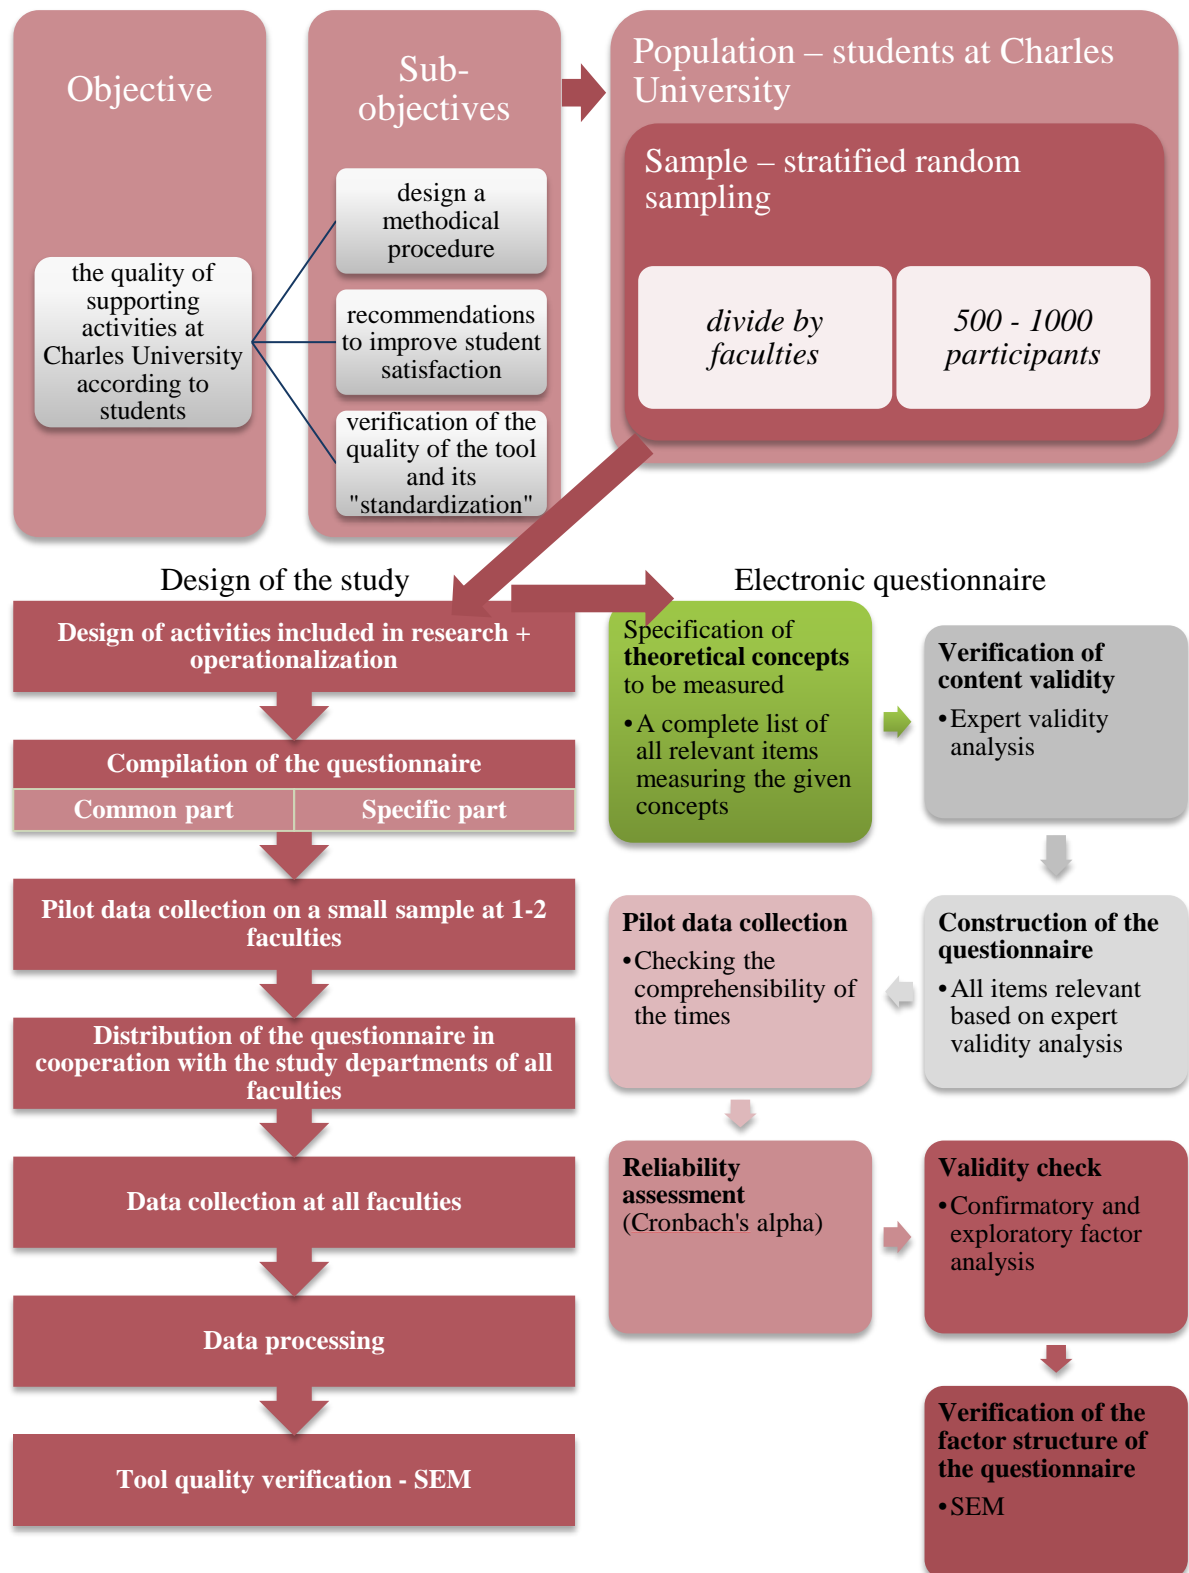 Objective
the quality of
supporting
activities at
Charles University
according to
students
Sub-
objectives
design a
methodical
procedure
recommendations
to improve student
satisfaction
verification of the
quality of the tool
and its
"standardization"
Population – students at Charles
University
Sample – stratified random
sampling
divide by
faculties
500 - 1000
participants
Design of the study
Design of activities included in research +
operationalization
Compilation of the questionnaire
Common part
Specific part
Pilot data collection on a small sample at 1-2
faculties
Distribution of the questionnaire in
cooperation with the study departments of all
faculties
Data collection at all faculties
Data processing
Tool quality verification - SEM
Electronic questionnaire
Specification of
theoretical concepts
to be measured
•A complete list of
all relevant items
measuring the given
concepts
Verification of
content validity
•Expert validity
analysis
Construction of the
questionnaire
•All items relevant
based on expert
validity analysis
Pilot data collection
•Checking the
comprehensibility of
the times
Reliability
assessment
(Cronbach's alpha)
Validity check
•Confirmatory and
exploratory factor
analysis
Verification of the
factor structure of
the questionnaire
•SEM